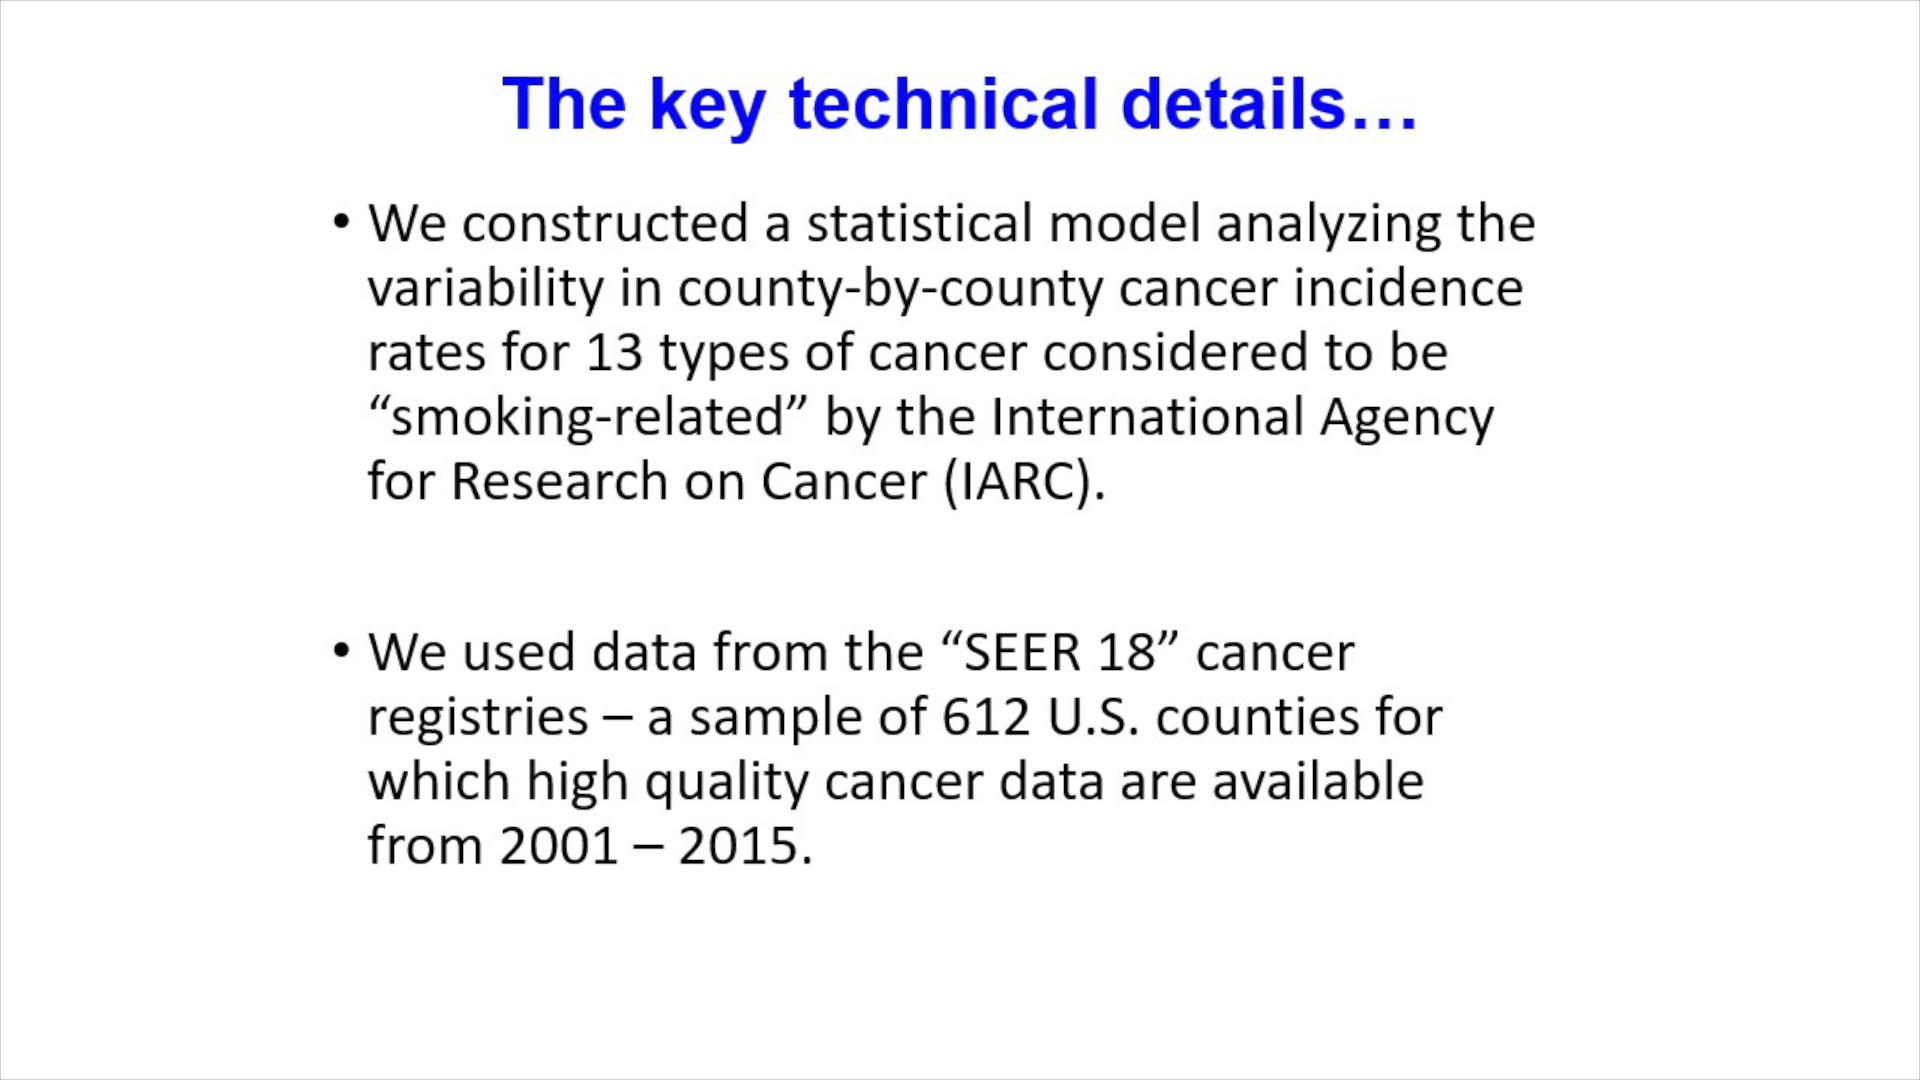 The key technical details…
• We constructed a statistical model analyzing the
variability in county-by-county cancer incidence
rates for 13 types of cancer considered to be
“smoking-related” by the International Agency
for Research on Cancer (IARC).
• We used data from the “SEER 18” cancer
registries – a sample of 612 U.S. counties for
which high quality cancer data are available
from 2001 – 2015.